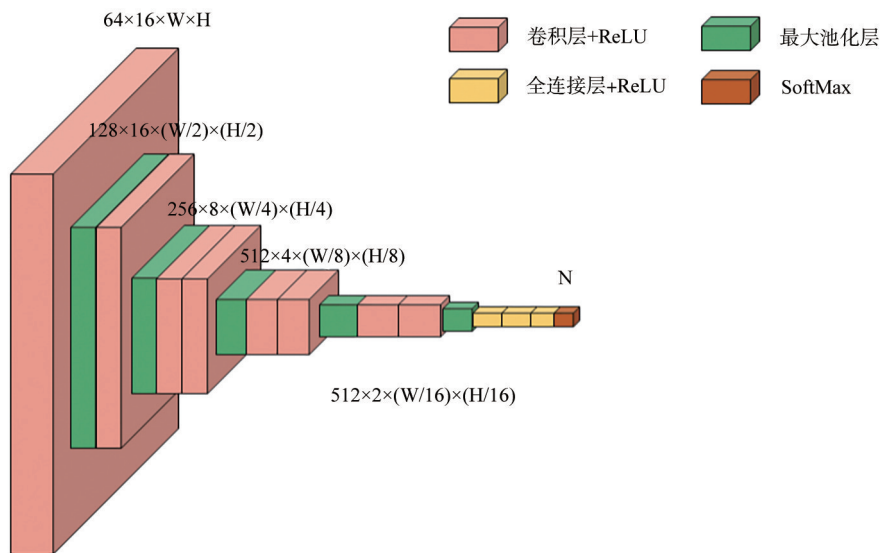 64×16×W×H
卷积层+ReLU
最大池化层
全连接层+ReLU
SoftMax
128×16×(W/2)×(H/2)
256×8×(W/4)×(H/4)
512×4×(W/8)×(H/8)
N
512×2×(W/16)×(H/16)